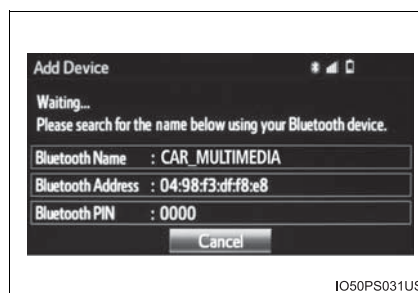 Add Device
Waiting...
Please search for the name below using your Bluetooth device.
Bluetooth Name : CAR_MULTIMEDIA
Bluetooth Address : 04:98:f3:df:f8:e8
Bluetooth PIN : 0000
Cancel
IO50PS031US